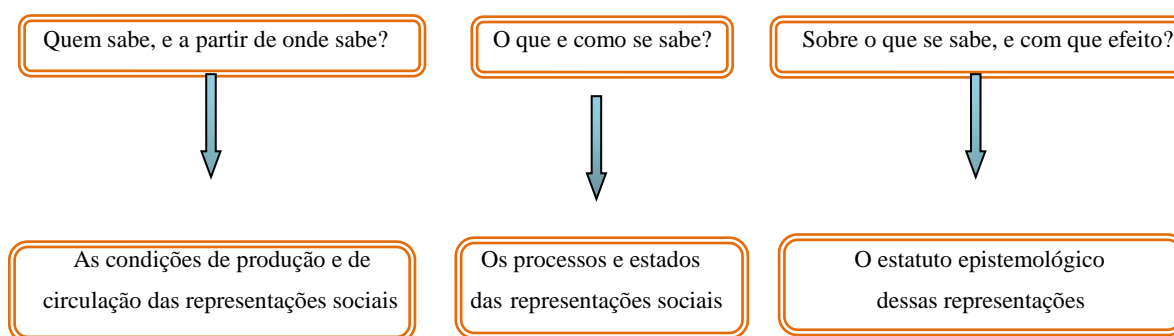 Quem sabe, e a partir de onde sabe?
O que e como se sabe?
Sobre o que se sabe, e com que efeito?
As condições de produção e de
circulação das representações sociais
Os processos e estados
das representações sociais
O estatuto epistemológico
dessas representações